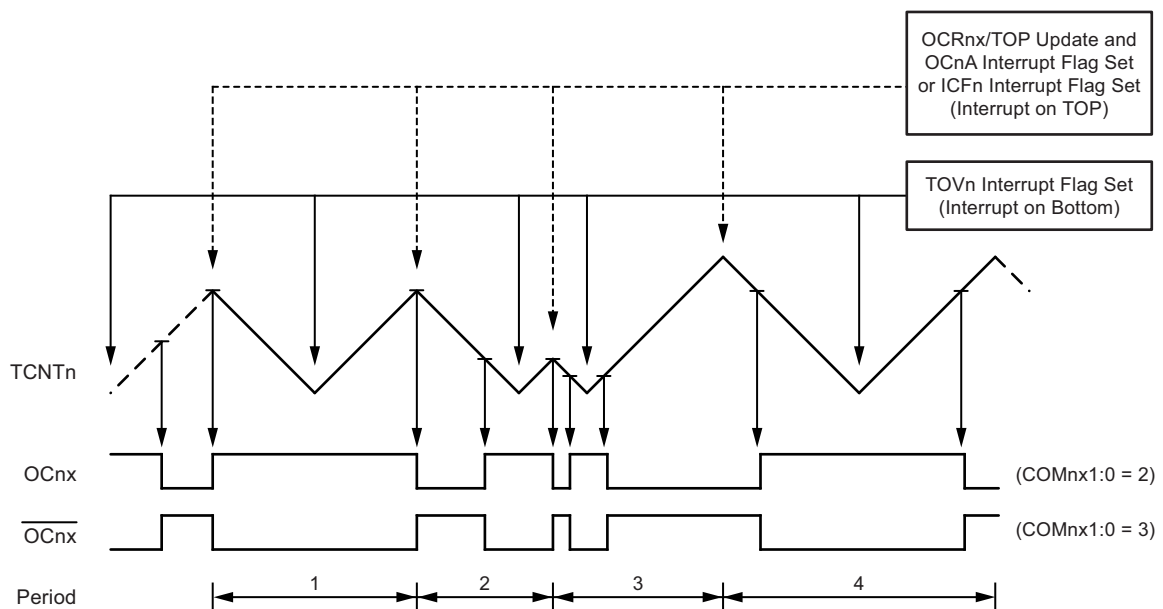 OCRnx/TOP Update and
OCnA Interrupt Flag Set
or ICFn Interrupt Flag Set
(Interrupt on TOP)
TOVn Interrupt Flag Set
(Interrupt on Bottom)
TCNTn
OCnx
(COMnx1:0 = 2)
OCnx
(COMnx1:0 = 3)
Period
1
2
3
4